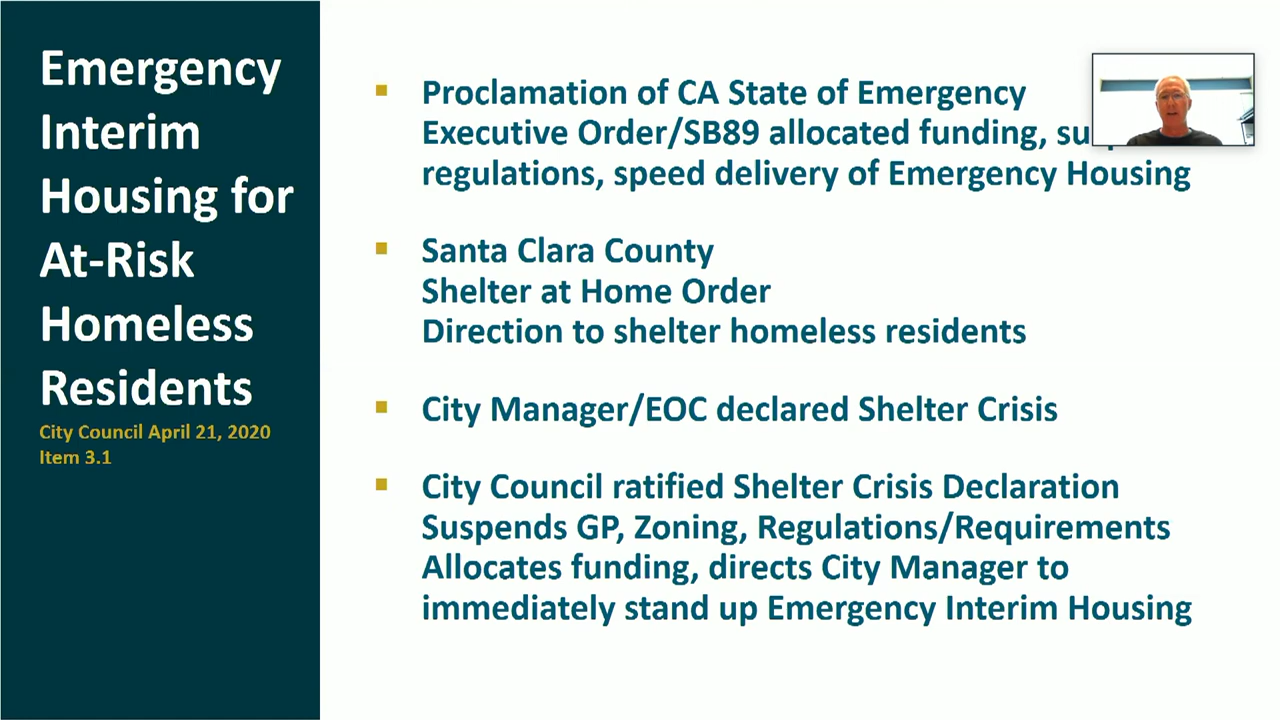 Emergency
Interim
Housing for
At-Risk
Homeless
Residents
City Council April 21, 2020
Item 3.1
Proclamation of CA State of Emergency
Executive Order/SB89 allocated funding,
regulations, speed delivery of Emergency Housing
Santa Clara County
Shelter at Home Order
Direction to shelter homeless residents
City Manager/EOC declared Shelter Crisis
City Council ratified Shelter Crisis Declaration
Suspends GP, Zoning, Regulations/Requirements
Allocates funding, directs City Manager to
immediately stand up Emergency Interim Housing